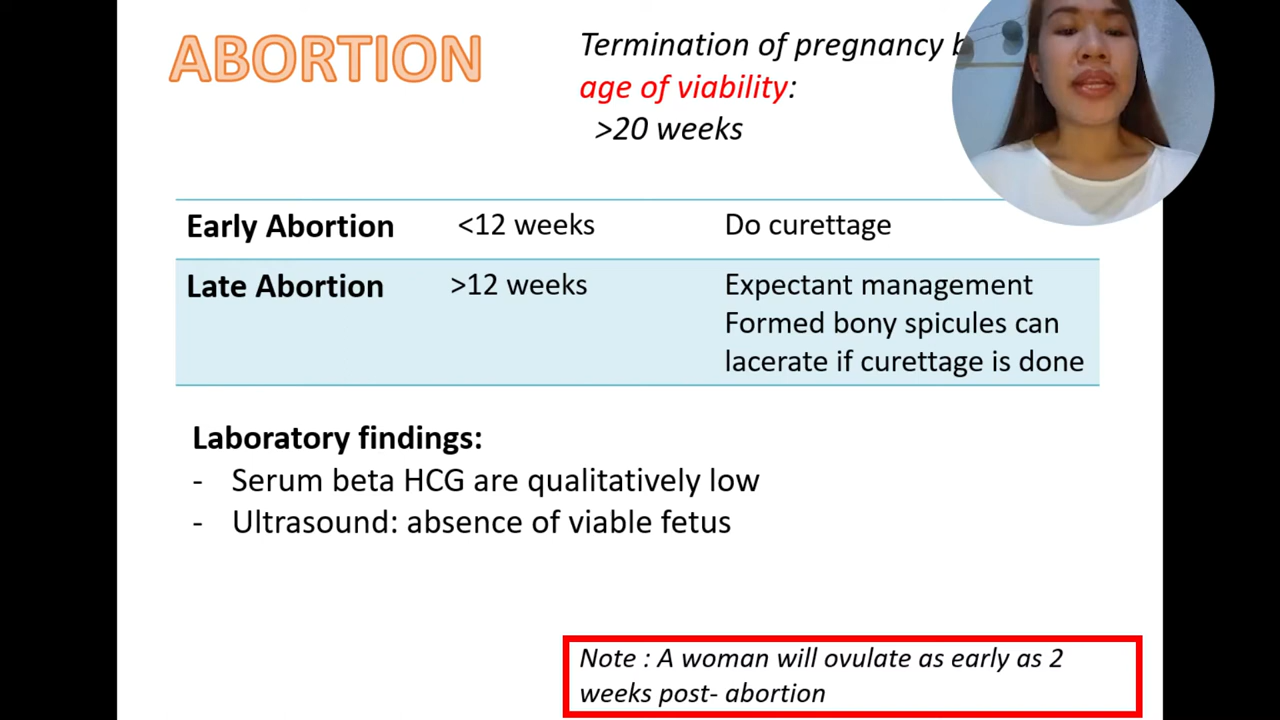 ABORTION
Termination of pregnancy
age of viability:
>20 weeks
Early Abortion <12 weeks Do curettage
Late Abortion >12 weeks Expectant management
Formed bony spicules can
lacerate if curettage is done
Laboratory findings:
- Serum beta HCG are qualitatively low
- Ultrasound: absence of viable fetus
Note : A woman will ovulate as early as 2
weeks post- abortion